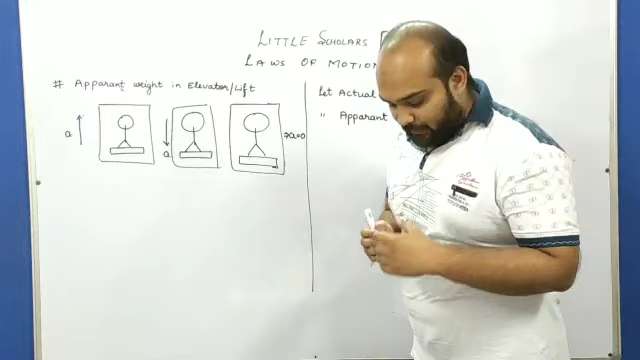 LITTLE SCHOLARS
LAWS OF MOTION
# Apparant weight in Elevator/Lift
Let Actual
" Apparant
a
a
a=0